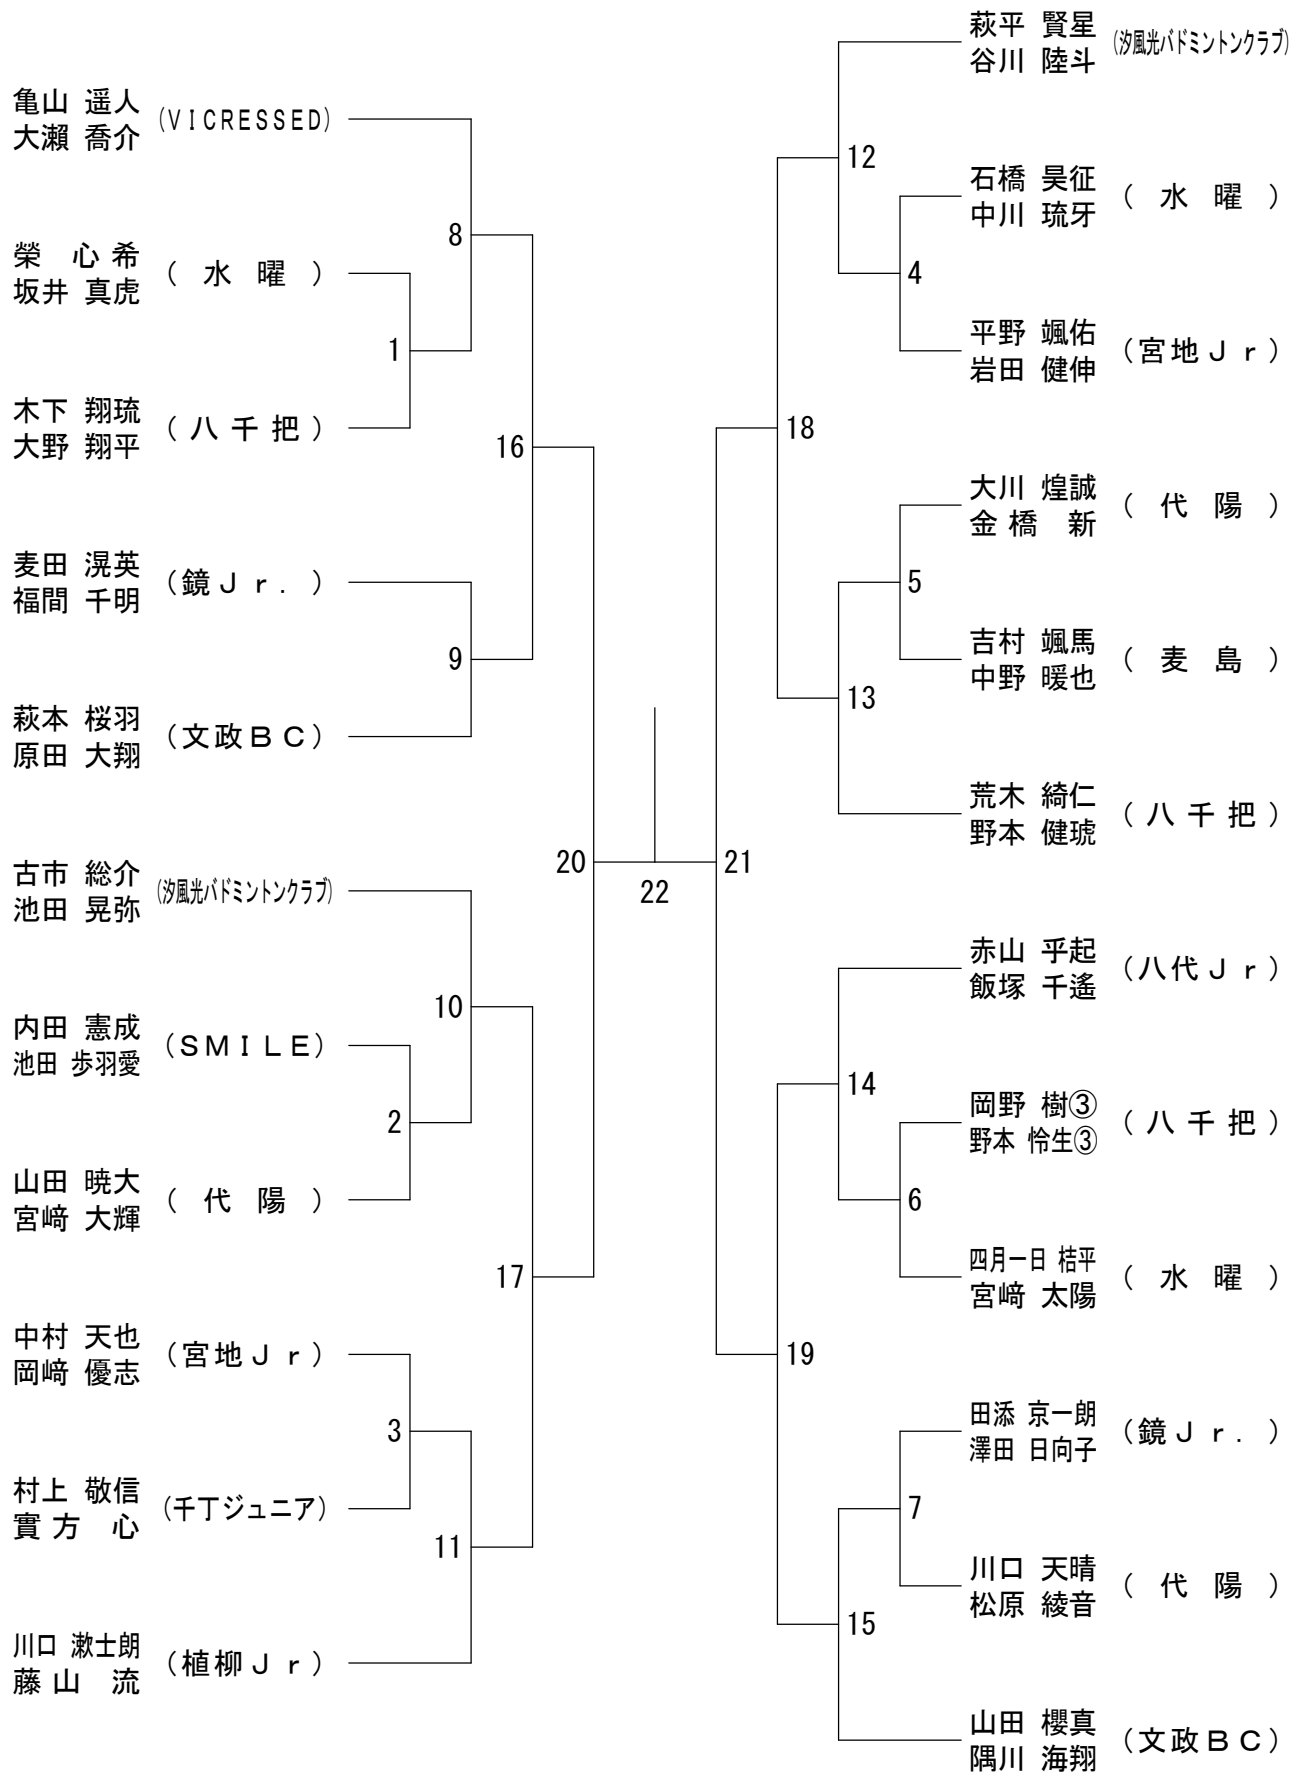 亀山 遥人
大瀬 喬介
(VICRESSED)
榮 心希
坂井 真虎
(水曜)
木下 翔琉
大野 翔平
(八千把)
麦田 滉英
福間 千明
(鏡Jr.)
萩本 桜羽
原田 大翔
(文政BC)
古市 総介
池田 晃弥
(汐風光バドミントンクラブ)
内田 憲成
池田 歩羽愛
(SMILE)
山田 暁大
宮﨑 大輝
(代陽)
中村 天也
岡﨑 優志
(宮地Jr)
村上 敬信
實方 心
(千丁ジュニア)
川口 漱士朗
藤山 流
(植柳Jr)
8
1
16
9
20
10
2
17
3
11
22
12
4
18
5
13
21
14
6
19
7
15
萩平 賢星
谷川 陸斗
(汐風光バドミントンクラブ)
石橋 昊征
中川 琉牙
(水曜)
平野 颯佑
岩田 健伸
(宮地Jr)
大川 煌誠
金橋 新
(代陽)
吉村 颯馬
中野 暖也
(麦島)
荒木 綺仁
野本 健琥
(八千把)
赤山 乎起
飯塚 千遙
(八代Jr)
岡野 樹③
野本 怜生③
(八千把)
四月一日 桔平
宮﨑 太陽
(水曜)
田添 京一朗
澤田 日向子
(鏡Jr.)
川口 天晴
松原 綾音
(代陽)
山田 櫻真
隅川 海翔
(文政BC)